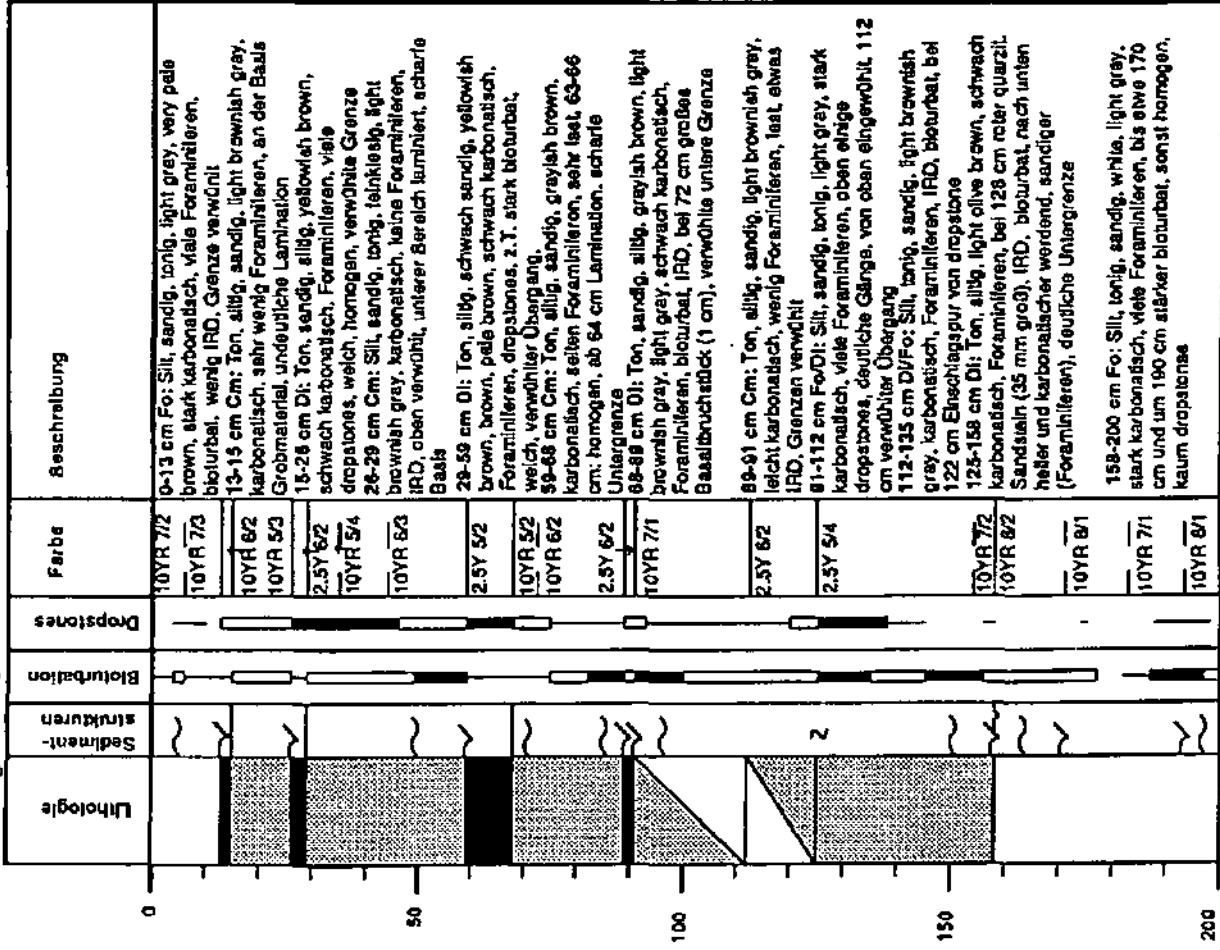 Lithologie
Sediment-
strukturen
Bioturbation
Dropstones
Farbe
Beschreibung
0
50
100
150
200
10YR 7/2
10YR 7/3
10YR 6/2
10YR 5/3
2.5Y 6/2
10YR 5/4
10YR 6/3
2.5Y 5/2
10YR 5/2
10YR 6/2
2.5Y 6/2
10YR 7/1
2.5Y 6/2
2.5Y 5/4
10YR 7/2
10YR 8/2
10YR 8/1
10YR 7/1
10YR 8/1
0-13 cm Fo: Silt, sandig, tonig, light gray, very pale
brown, stark karbonatisch, viele Foraminiferen,
bioturbat, wenig IRD, Grenze verwühlt
13-15 cm Cm: Ton, siltig, sandig, light brownish gray,
karbonatisch, sehr wenig Foraminiferen, an der Basis
Grobmaterial, undeutliche Lamination
15-26 cm Di: Ton, sandig, siltig, yellowish brown,
schwach karbonatisch, Foraminiferen, viele
dropstones, weich, homogen, verwühlte Grenze
26-29 cm Cm: Silt, sandig, tonig, feinkiesig, light
brownish gray, karbonatisch, keine Foraminiferen,
IRD, oben verwühlt, unterer Bereich laminiert, scharfe
Basis
29-59 cm Di: Ton, siltig, schwach sandig, yellowish
brown, brown, pale brown, schwach karbonatisch,
Foraminiferen, dropstones, z.T. stark bioturbat,
weich, verwühlter Übergang,
59-68 cm Cm: Ton, siltig, sandig, grayish brown,
karbonatisch, selten Foraminiferen, sehr fest, 63-66
cm: homogen, ab 64 cm Lamination, scharfe
Untergrenze
68-89 cm Di: Ton, sandig, siltig, grayish brown, light
brownish gray, light gray, schwach karbonatisch,
Foraminiferen, bioturbat, IRD, bei 72 cm großes
Basaltbruchstück (1 cm), verwühlte untere Grenze
89-91 cm Cm: Ton, siltig, sandig, light brownish gray,
leicht karbonatisch, wenig Foraminiferen, fest, etwas
IRD, Grenzen verwühlt
91-112 cm Fo/Di: Silt, sandig, tonig, light gray, stark
karbonatisch, viele Foraminiferen, oben einige
dropstones, deutliche Gänge, von oben eingewühlt, 112
cm verwühlter Übergang
112-135 cm Di/Fo: Silt, tonig, sandig, light brownish
gray, karbonatisch, Foraminiferen, IRD, bioturbat, bei
122 cm Einschlagspur von dropstone
125-158 cm Di: Ton, siltig, light olive brown, schwach
karbonatisch, Foraminiferen, bei 128 cm roter quarzit.
Sandstein (35 mm groß), IRD, bioturbat, nach unten
heller und karbonatischer werdend, sandiger
(Foraminiferen), deutliche Untergrenze
158-200 cm Fo: Silt, tonig, sandig, white, light gray,
stark karbonatisch, viele Foraminiferen, bis etwe 170
cm und um 190 cm stärker bioturbat, sonst homogen,
kaum dropstones